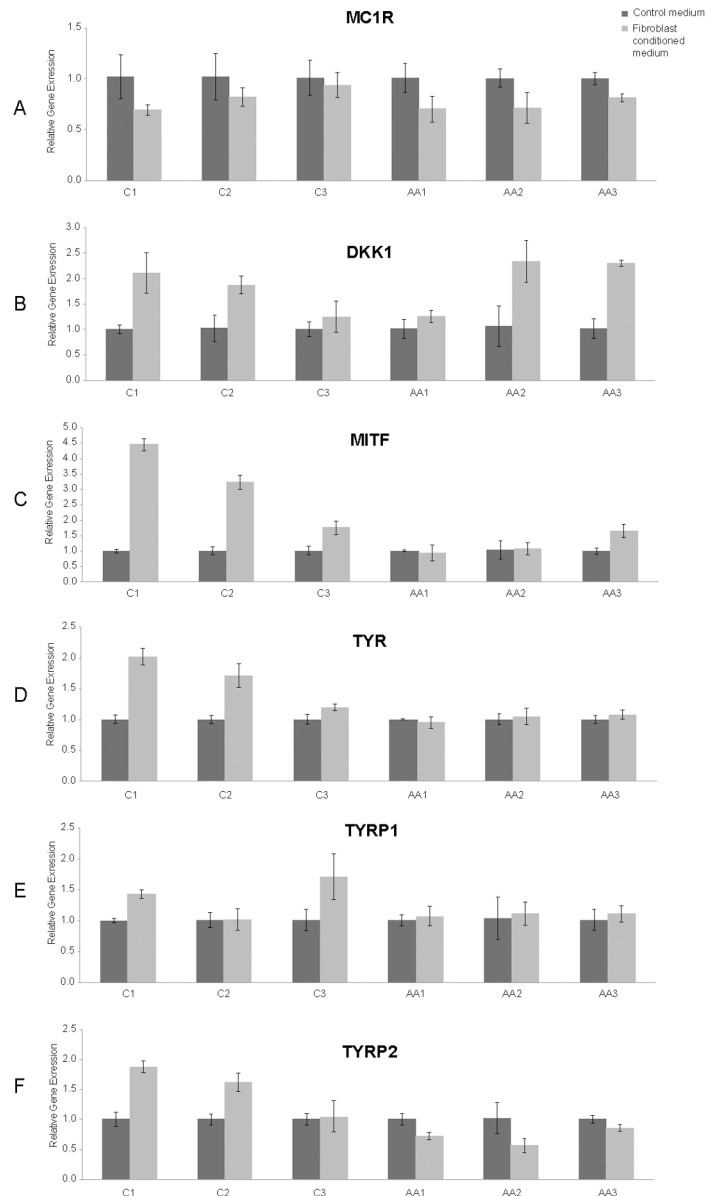 MC1R
Control medium
Fibroblast
conditioned
medium
A
Relative Gene Exression
1.5
1.0
0.5
0.0
C1 C2 C3 AA1 AA2 AA3
DKK1
B
Relative Gene Exression
3.0
2.5
2.0
1.5
1.0
0.5
0.0
C1 C2 C3 AA1 AA2 AA3
MITF
C
Relative Gene Exression
5.0
4.5
4.0
3.5
3.0
2.5
2.0
1.5
1.0
0.5
0.0
C1 C2 C3 AA1 AA2 AA3
TYR
D
Relative Gene Exression
2.5
2.0
1.5
1.0
0.5
0.0
C1 C2 C3 AA1 AA2 AA3
TYRP1
E
Relative Gene Exression
2.5
2.0
1.5
1.0
0.5
0.0
C1 C2 C3 AA1 AA2 AA3
TYRP2
F
Relative Gene Exression
2.5
2.0
1.5
1.0
0.5
0.0
C1 C2 C3 AA1 AA2 AA3